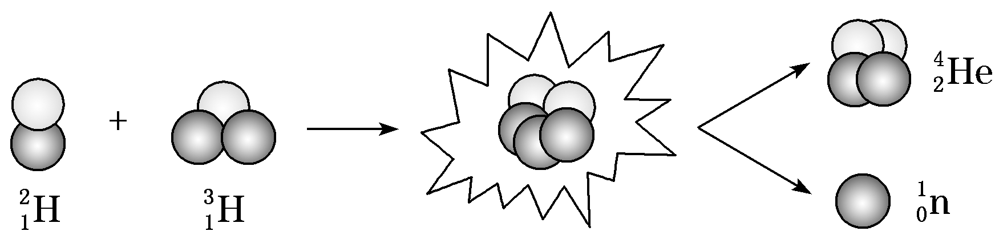 +
²₁H
³₁H
⁴₂He
¹₀n